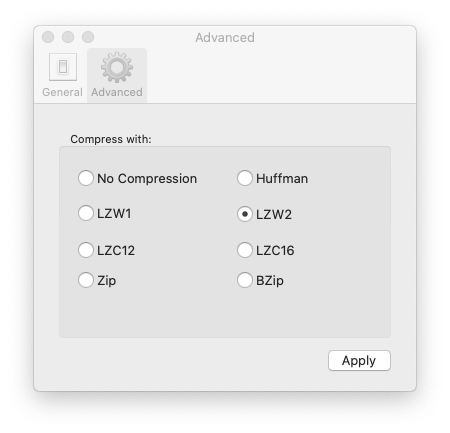 Advanced
General Advanced
Compress with:
No Compression Huffman
LZW1 LZW2
LZC12 LZC16
Zip BZip
Apply